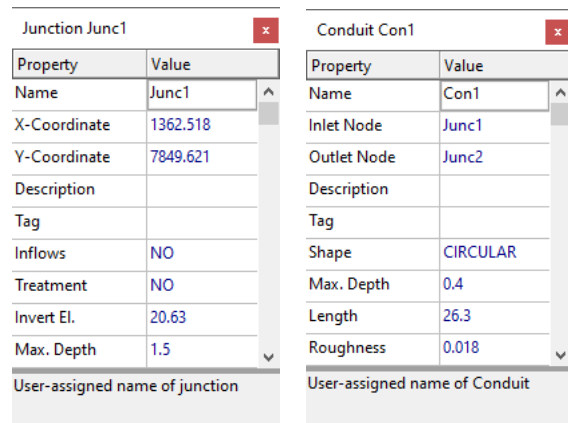 Junction Junc1 x
Property Value
Name Junc1
X-Coordinate 1362.518
Y-Coordinate 7849.621
Description
Tag
Inflows NO
Treatment NO
Invert El. 20.63
Max. Depth 1.5
User-assigned name of junction
Conduit Con1 x
Property Value
Name Con1
Inlet Node Junc1
Outlet Node Junc2
Description
Tag
Shape CIRCULAR
Max. Depth 0.4
Length 26.3
Roughness 0.018
User-assigned name of Conduit